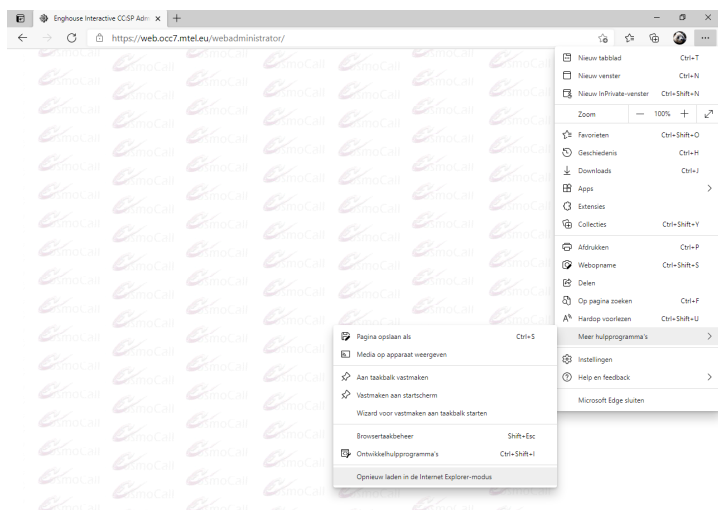 Enghouse Interactive CC:SP Adm
https://web.occ7.mtel.eu/webadministrator/
Nieuw tabblad Ctrl+T
Nieuw venster Ctrl+N
Nieuw InPrivate-venster Ctrl+Shift+N
Zoom 100%
Favorieten Ctrl+Shift+O
Geschiedenis Ctrl+H
Downloads Ctrl+J
Apps
Extensies
Collecties Ctrl+Shift+Y
Afdrukken Ctrl+P
Webopname Ctrl+Shift+S
Delen
Op pagina zoeken Ctrl+F
Hardop voorlezen Ctrl+Shift+U
Meer hulpprogramma's
Instellingen
Help en feedback
Microsoft Edge sluiten
Pagina opslaan als Ctrl+S
Media op apparaat weergeven
Aan taakbalk vastmaken
Vastmaken aan startscherm
Wizard voor vastmaken aan taakbalk starten
Browsertaakbeheer Shift+Esc
Ontwikkelhulpprogramma's Ctrl+Shift+I
Opnieuw laden in de Internet Explorer-modus